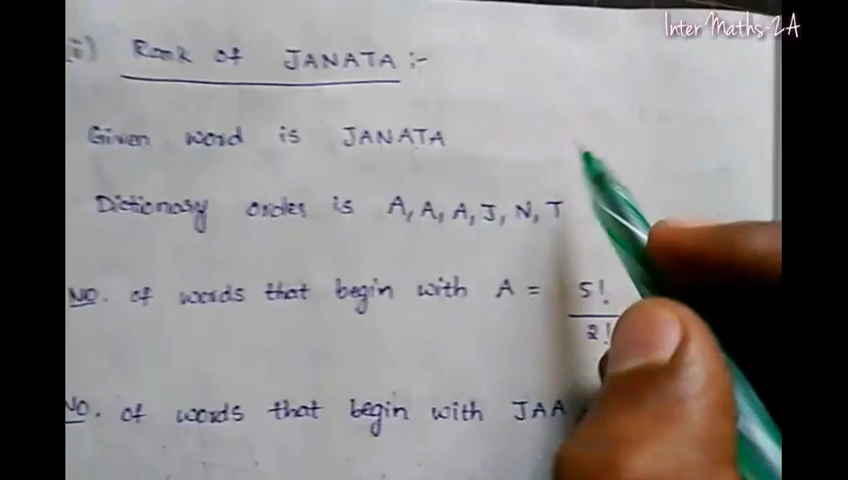 Inter Maths-2A
(i) Rank of JANATA :-
Given word is JANATA
Dictionary order is A, A, A, J, N, T
No. of words that begin with A = 5!/2!
No. of words that begin with JAA